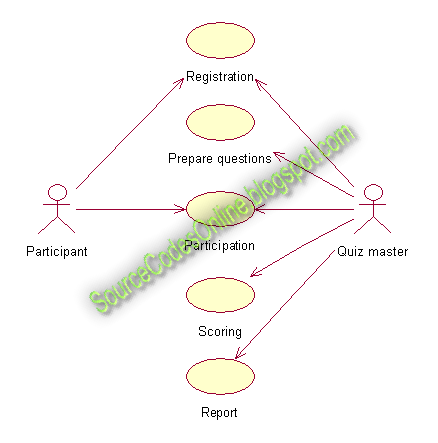 Registration
Prepare questions
Participant
Participation
Quiz master
Scoring
Report
SourceCodesOnline.blogspot.com